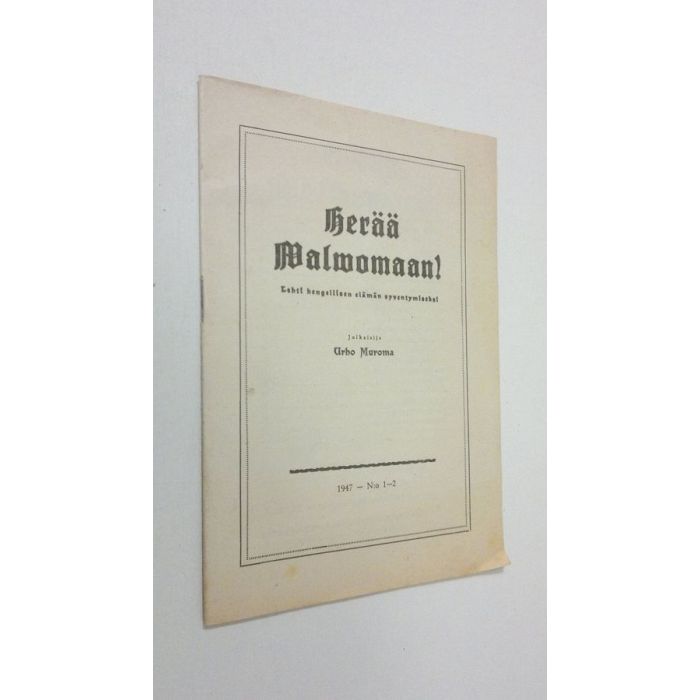 Herää
Walwomaan!
Lehti hengellisen elämän syventymiseksi
Julkaisija
Urho Muroma
1947 — N:o 1—2